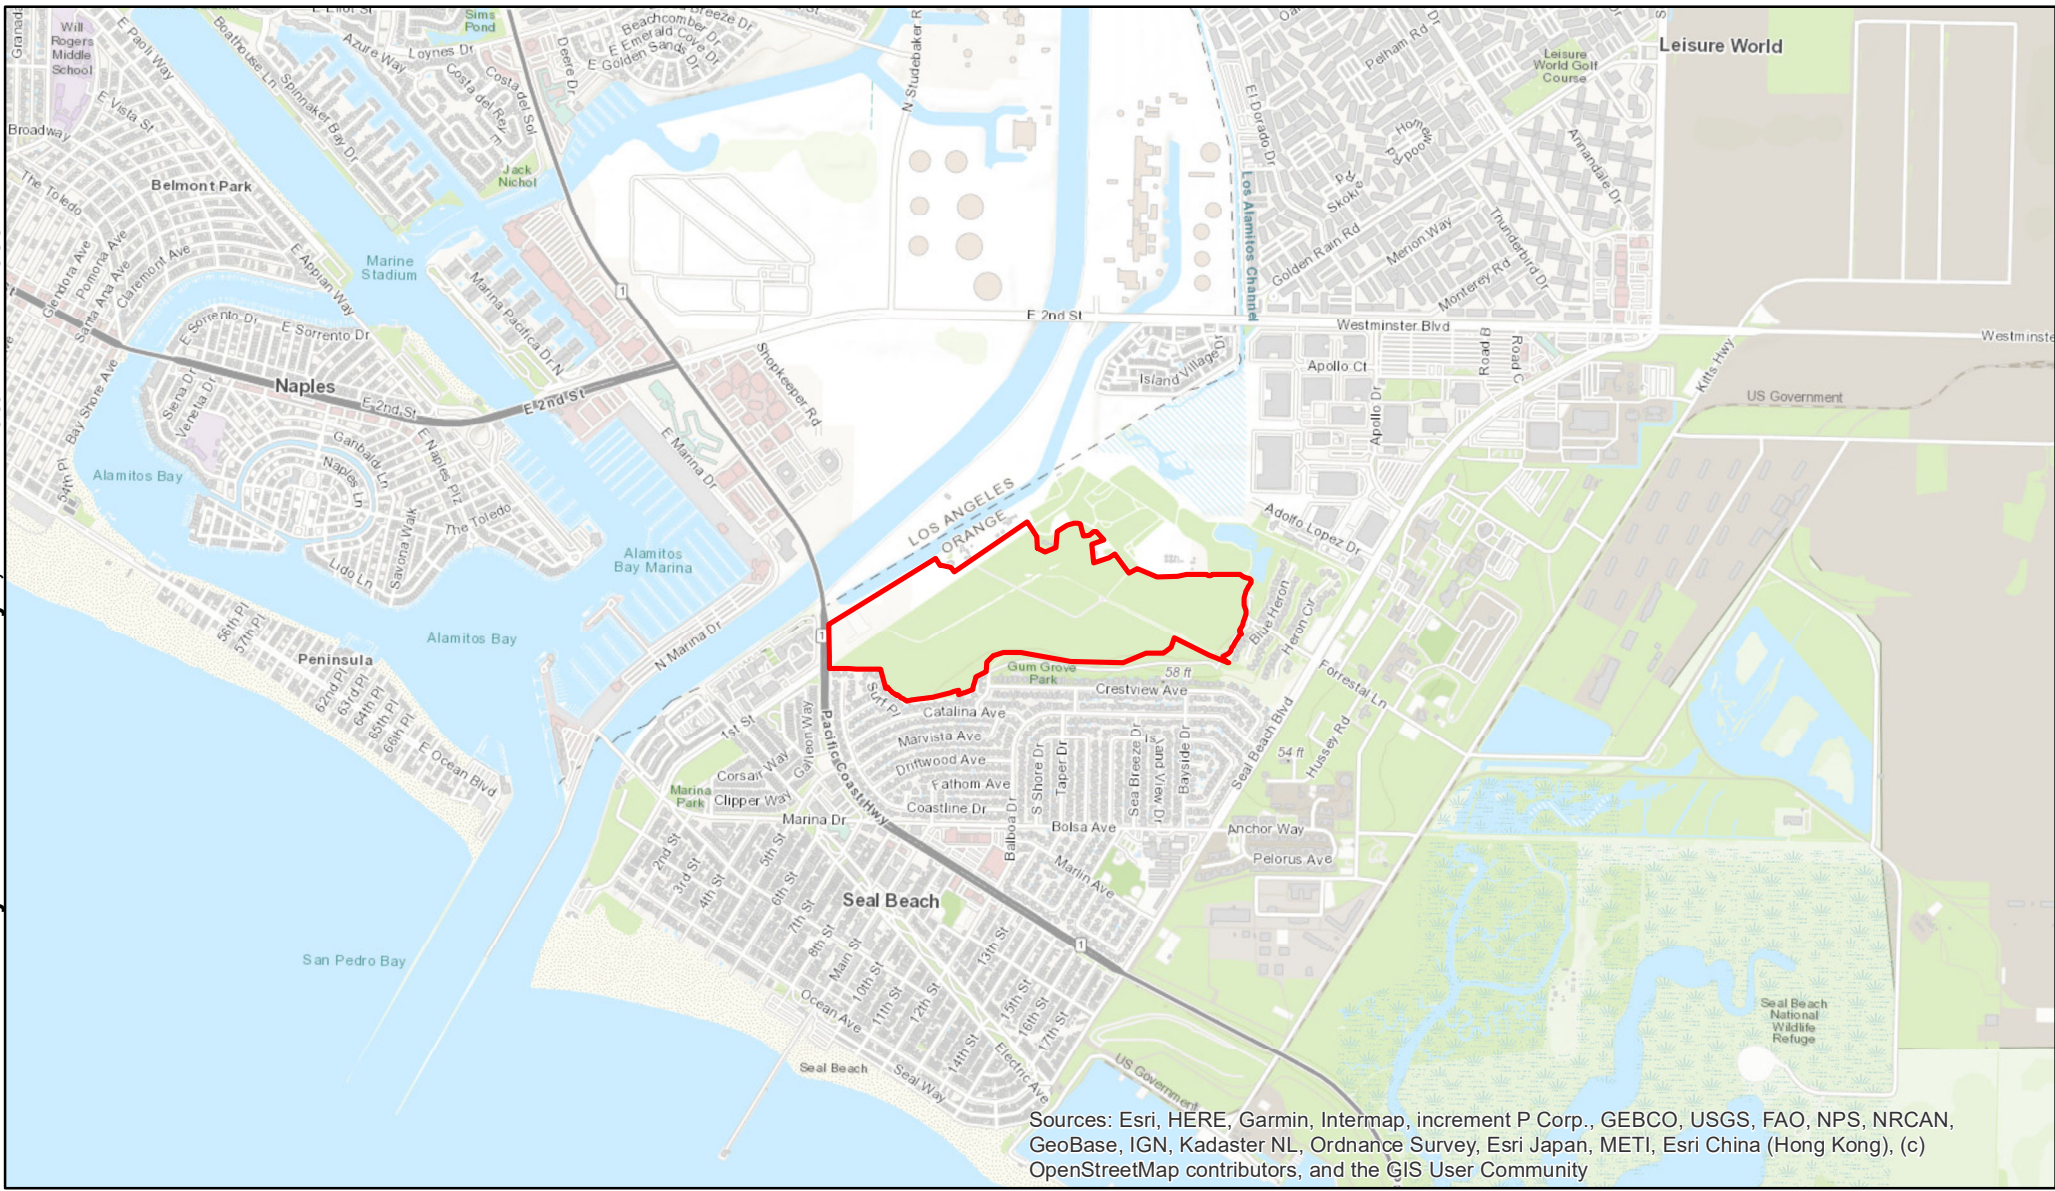 Will
Rogers
Middle
School
Granada
E Paoli Way
Boathouse Ln
E Eliot St
Sims
Pond
Azure Way
Loynes Dr
Costa del Sol
Costa del Rey
Deere Dr
Breeze Dr
Beachcomber Dr
E Emerald Cove Dr
E Golden Sands Dr
N Studebaker R
Pelham Rd
Leisure
World Golf
Course
Leisure World
E Vista St
Spinnaker Bay Dr
Broadway
El Dorado Dr
Homewood Rd
Annandale Dr
The Toledo
Belmont Park
Jack
Nichol
Skokie Rd
Los Alamitos Channel
Glendora Ave
Pomona Ave
Santa Ana Ave
Claremont Ave
E Appian Way
Marine
Stadium
Marina Pacifica Dr N
1
Golden Rain Rd
Merion Way
Thunderbird Dr
Monterey Rd
E Sorrento Dr
E Sorrento Dr
E 2nd St
Westminster Blvd
Westminste
Road B
Road C
Kitts Hwy
Bay Shore Ave
Siena Dr
Venetia Dr
Naples
E 2nd St
E 2nd St
Shopkeeper Rd
Island Village Dr
Apollo Ct
Apollo Dr
US Government
54th Pl
Alamitos Bay
Garibaldi Ln
Naples Ln
E Naples Plz
The Toledo
Savona Walk
Lido Ln
E Marina Dr
Alamitos
Bay Marina
LOS ANGELES
ORANGE
Adolfo Lopez Dr
Blue Heron
Heron Cir
56th Pl
57th Pl
Alamitos Bay
Peninsula
62nd Pl
63rd Pl
64th Pl
65th Pl
66th Pl
E Ocean Blvd
N Marina Dr
1
Gum Grove
Park
58 ft
Crestview Ave
Forrestal Ln
Surf Pl
Catalina Ave
Marvista Ave
Driftwood Ave
Fathom Ave
Coastline Dr
Galleon Way
Pacific Coast Hwy
1st St
Corsair Way
Clipper Way
Marina
Park
Marina Dr
Balboa Dr
S Shore Dr
Taper Dr
Sea Breeze Dr
Island View Dr
Bayside Dr
Seal Beach Blvd
54 ft
Hussey Rd
Bolsa Ave
Anchor Way
Pelorus Ave
Marlin Ave
2nd St
3rd St
4th St
5th St
6th St
7th St
8th St
Main St
10th St
11th St
12th St
13th St
14th St
15th St
16th St
17th St
Seal Beach
1
San Pedro Bay
Ocean Ave
Seal Beach
Seal Way
Electric Ave
US Government
Seal Beach
National
Wildlife
Refuge
Sources: Esri, HERE, Garmin, Intermap, increment P Corp., GEBCO, USGS, FAO, NPS, NRCAN,
GeoBase, IGN, Kadaster NL, Ordnance Survey, Esri Japan, METI, Esri China (Hong Kong), (c)
OpenStreetMap contributors, and the GIS User Community